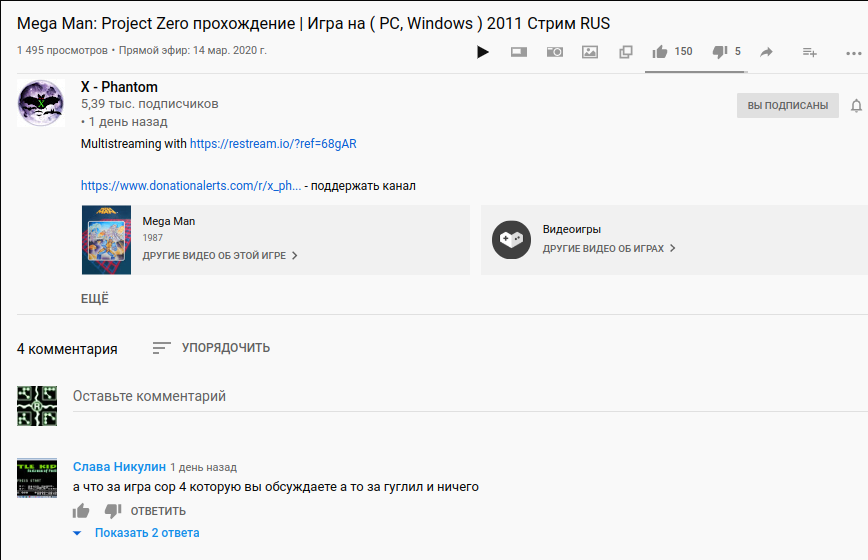 Mega Man: Project Zero прохождение | Игра на ( PC, Windows ) 2011 Стрим RUS
1 495 просмотров • Прямой эфир: 14 мар. 2020 г.
150
5
X - Phantom
5,39 тыс. подписчиков
• 1 день назад
ВЫ ПОДПИСАНЫ
Multistreaming with https://restream.io/?ref=68gAR
https://www.donationalerts.com/r/x_ph... - поддержать канал
Mega Man
1987
ДРУГИЕ ВИДЕО ОБ ЭТОЙ ИГРЕ
Видеоигры
ДРУГИЕ ВИДЕО ОБ ИГРАХ
ЕЩЁ
4 комментария
УПОРЯДОЧИТЬ
Оставьте комментарий
Слава Никулин 1 день назад
а что за игра сор 4 которую вы обсуждаете а то за гуглил и ничего
ОТВЕТИТЬ
Показать 2 ответа